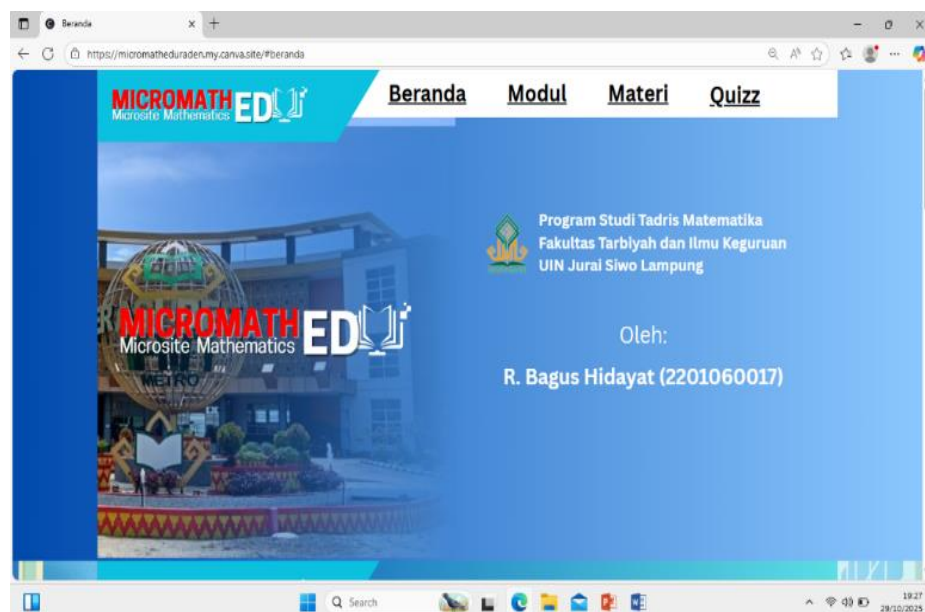 Beranda
https://micromatheduraden.my.canva.site/#beranda
MICROMATH EDU
Microsite Mathematics
Beranda Modul Materi Quizz
Program Studi Tadris Matematika
Fakultas Tarbiyah dan Ilmu Keguruan
UIN Jurai Siwo Lampung
MICROMATH EDU
Microsite Mathematics
METRO
Oleh:
R. Bagus Hidayat (2201060017)
Search
19:27
29/10/2025